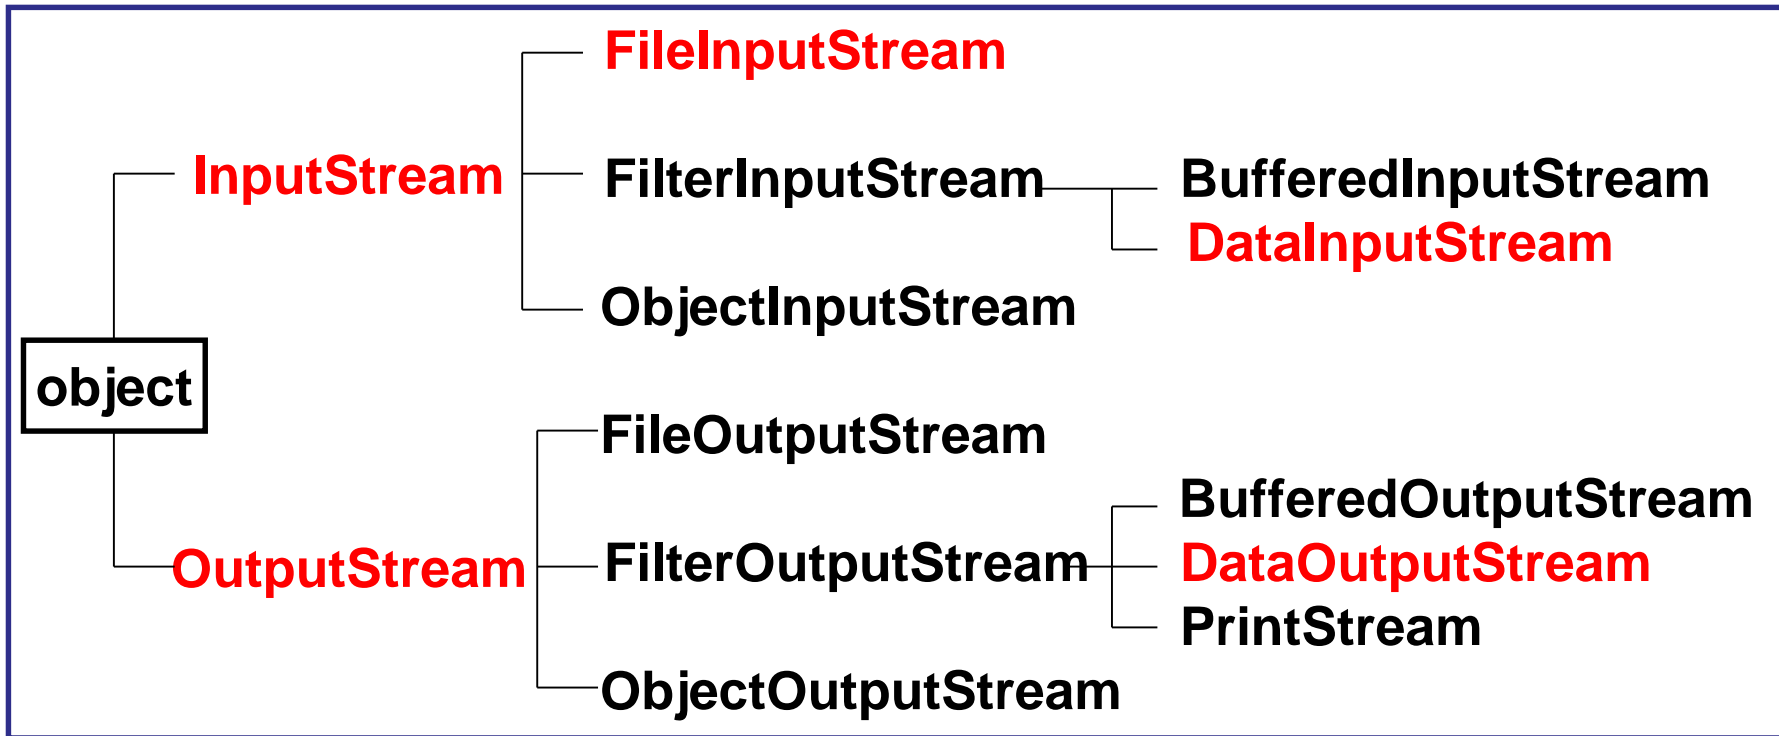 FileInputStream
InputStream
FilterInputStream
BufferedInputStream
DataInputStream
ObjectInputStream
object
FileOutputStream
OutputStream
FilterOutputStream
BufferedOutputStream
DataOutputStream
PrintStream
ObjectOutputStream